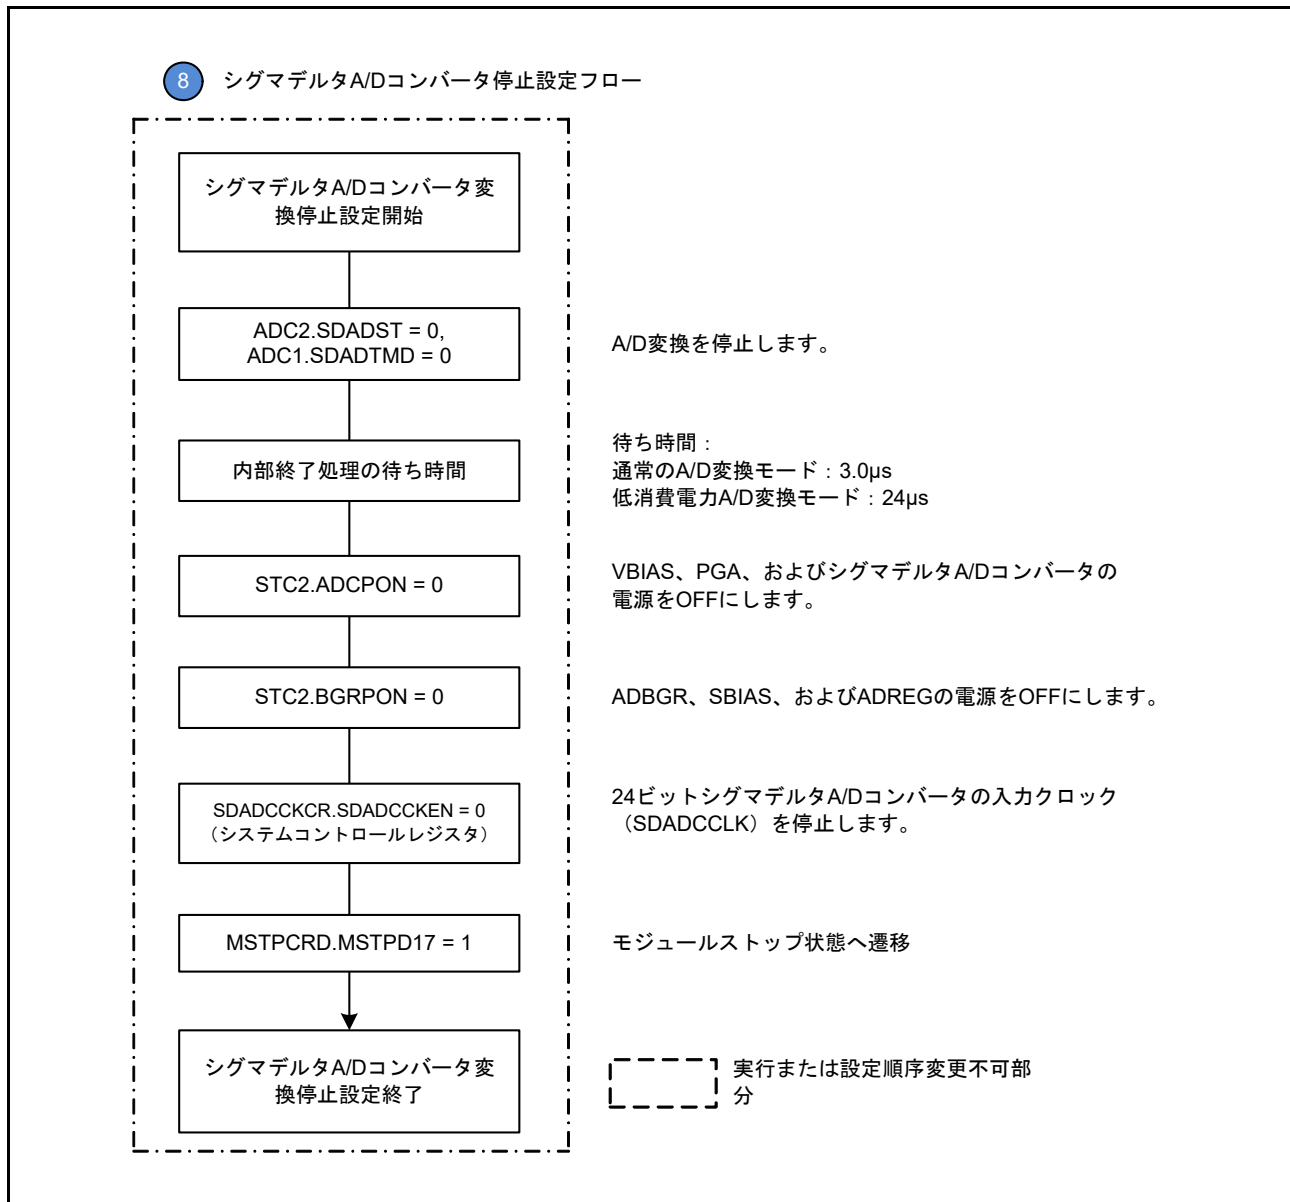 8 シグマデルタA/Dコンバータ停止設定フロー
シグマデルタA/Dコンバータ変
換停止設定開始
ADC2.SDADST = 0,
ADC1.SDADTMD = 0
A/D変換を停止します。
内部終了処理の待ち時間
待ち時間：
通常のA/D変換モード：3.0µs
低消費電力A/D変換モード：24µs
STC2.ADCPON = 0
VBIAS、PGA、およびシグマデルタA/Dコンバータの
電源をOFFにします。
STC2.BGRPON = 0
ADBGR、SBIAS、およびADREGの電源をOFFにします。
SDADCCKCR.SDADCCKEN = 0
（システムコントロールレジスタ）
24ビットシグマデルタA/Dコンバータの入力クロック
（SDADCCLK）を停止します。
MSTPCRD.MSTPD17 = 1
モジュールストップ状態へ遷移
シグマデルタA/Dコンバータ変
換停止設定終了
実行または設定順序変更不可部
分